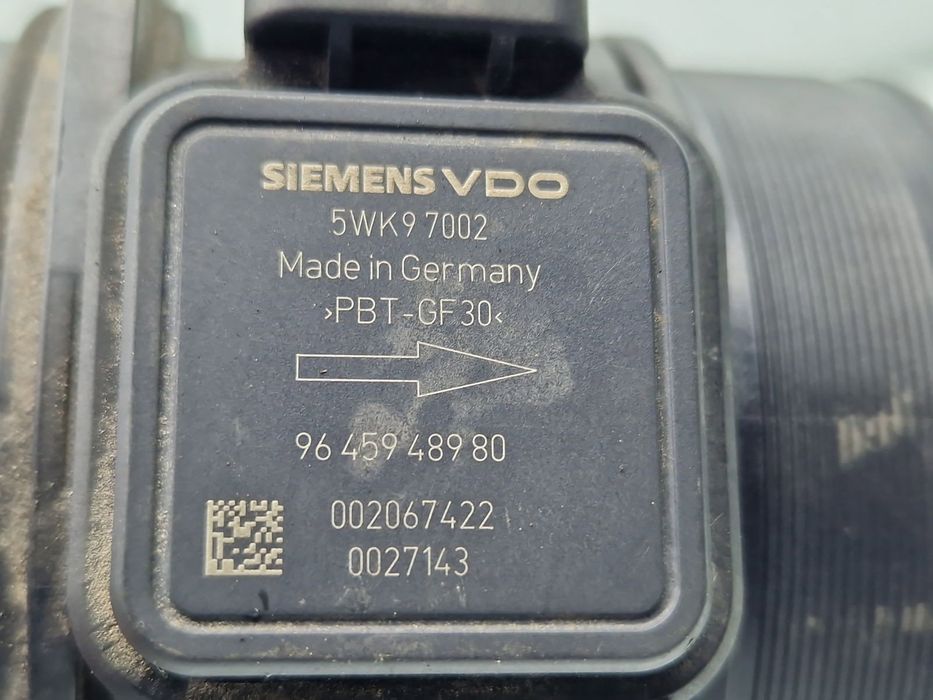 SIEMENS VDO
5WK9 7002
Made in Germany
>PBT-GF30<
96 459 489 80
002067422
0027143